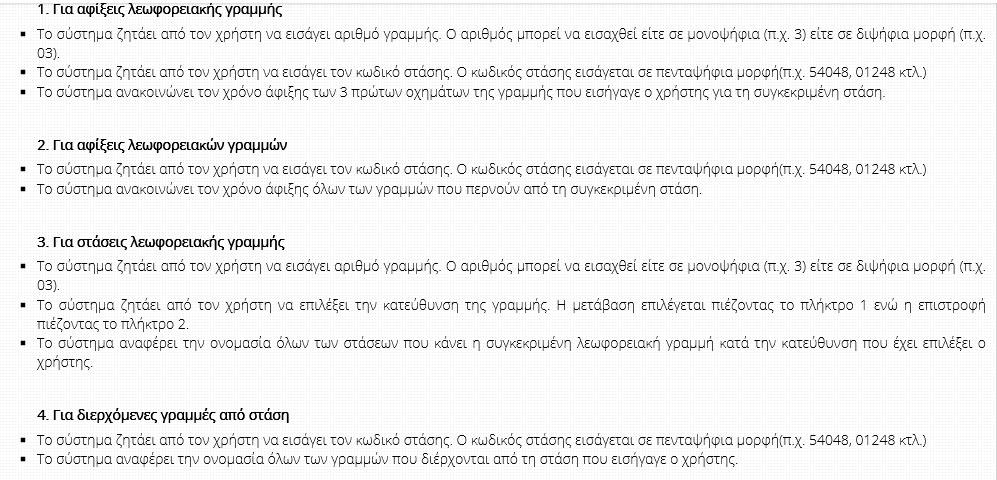 1. Για αφίξεις λεωφορειακής γραμμής
▪ Το σύστημα ζητάει από τον χρήστη να εισάγει αριθμό γραμμής. Ο αριθμός μπορεί να εισαχθεί είτε σε μονοψήφια (π.χ. 3) είτε σε διψήφια μορφή (π.χ.
03).
▪ Το σύστημα ζητάει από τον χρήστη να εισάγει τον κωδικό στάσης. Ο κωδικός στάσης εισάγεται σε πενταψήφια μορφή(π.χ. 54048, 01248 κτλ.)
▪ Το σύστημα ανακοινώνει τον χρόνο άφιξης των 3 πρώτων οχημάτων της γραμμής που εισήγαγε ο χρήστης για τη συγκεκριμένη στάση.
2. Για αφίξεις λεωφορειακών γραμμών
▪ Το σύστημα ζητάει από τον χρήστη να εισάγει τον κωδικό στάσης. Ο κωδικός στάσης εισάγεται σε πενταψήφια μορφή(π.χ. 54048, 01248 κτλ.)
▪ Το σύστημα ανακοινώνει τον χρόνο άφιξης όλων των γραμμών που περνούν από τη συγκεκριμένη στάση.
3. Για στάσεις λεωφορειακής γραμμής
▪ Το σύστημα ζητάει από τον χρήστη να εισάγει αριθμό γραμμής. Ο αριθμός μπορεί να εισαχθεί είτε σε μονοψήφια (π.χ. 3) είτε σε διψήφια μορφή (π.χ.
03).
▪ Το σύστημα ζητάει από τον χρήστη να επιλέξει την κατεύθυνση της γραμμής. Η μετάβαση επιλέγεται πιέζοντας το πλήκτρο 1 ενώ η επιστροφή
πιέζοντας το πλήκτρο 2.
▪ Το σύστημα αναφέρει την ονομασία όλων των στάσεων που κάνει η συγκεκριμένη λεωφορειακή γραμμή κατά την κατεύθυνση που έχει επιλέξει ο
χρήστης.
4. Για διερχόμενες γραμμές από στάση
▪ Το σύστημα ζητάει από τον χρήστη να εισάγει τον κωδικό στάσης. Ο κωδικός στάσης εισάγεται σε πενταψήφια μορφή(π.χ. 54048, 01248 κτλ.)
▪ Το σύστημα αναφέρει την ονομασία όλων των γραμμών που διέρχονται από τη στάση που εισήγαγε ο χρήστης.